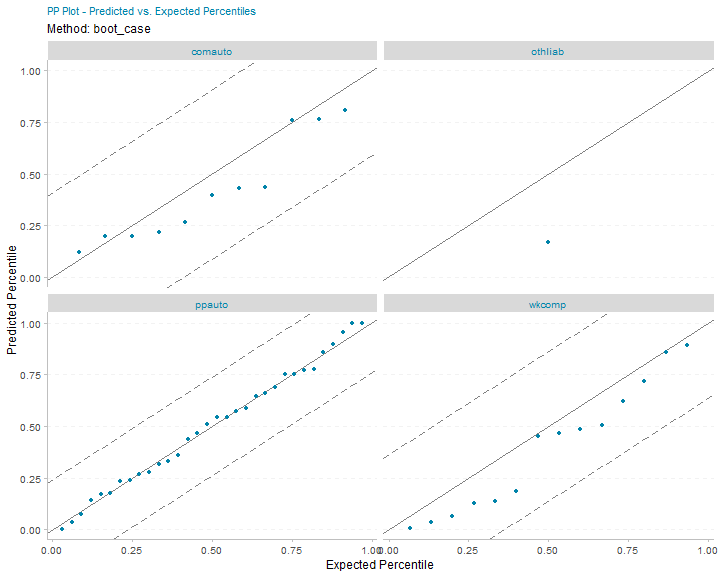 PP Plot - Predicted vs. Expected Percentiles
Method: boot_case
comauto
othliab
1.00
0.75
0.50
0.25
0.00
Predicted Percentile
ppauto
wkcomp
1.00
0.75
0.50
0.25
0.00
0.00 0.25 0.50 0.75 1.00 0.00 0.25 0.50 0.75 1.00
Expected Percentile